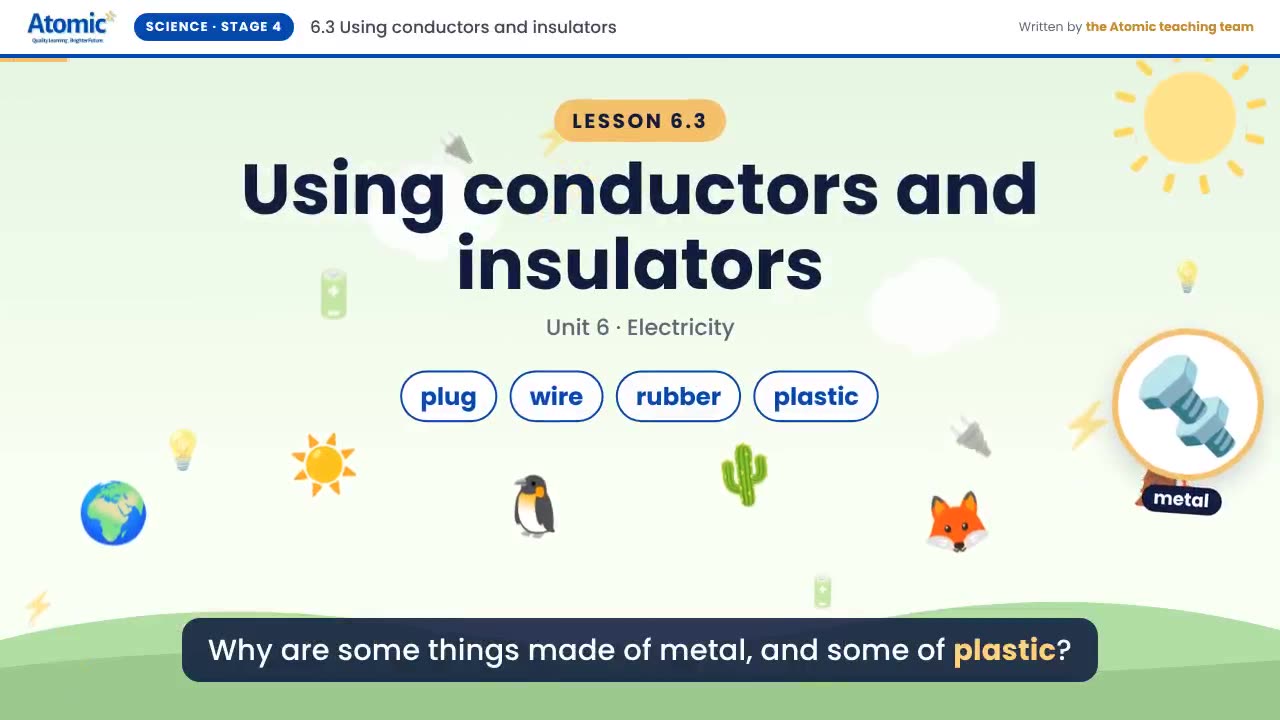 Atomic
Quality Learning · Brighter Future
SCIENCE · STAGE 4
6.3 Using conductors and insulators
Written by the Atomic teaching team
LESSON 6.3
Using conductors and
insulators
Unit 6 · Electricity
plug
wire
rubber
plastic
metal
Why are some things made of metal, and some of plastic?